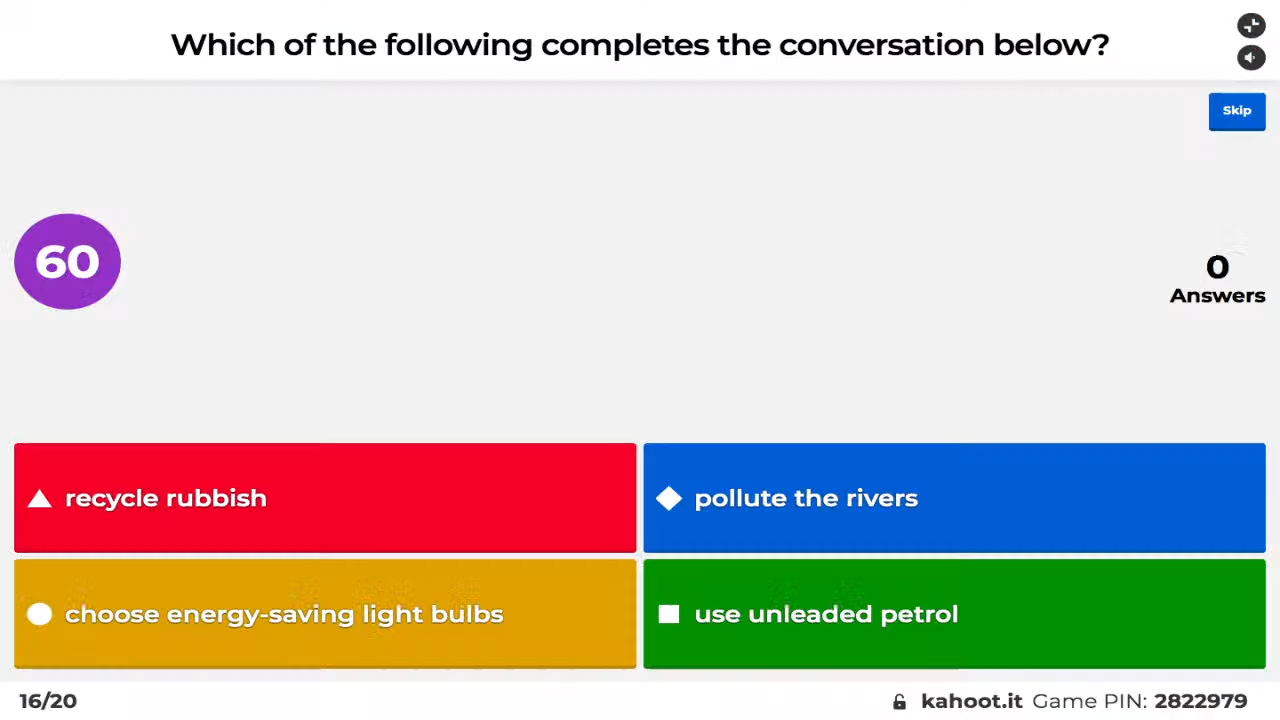 Which of the following completes the conversation below?
Skip
60
0
Answers
recycle rubbish
pollute the rivers
choose energy-saving light bulbs
use unleaded petrol
16/20
kahoot.it Game PIN: 2822979